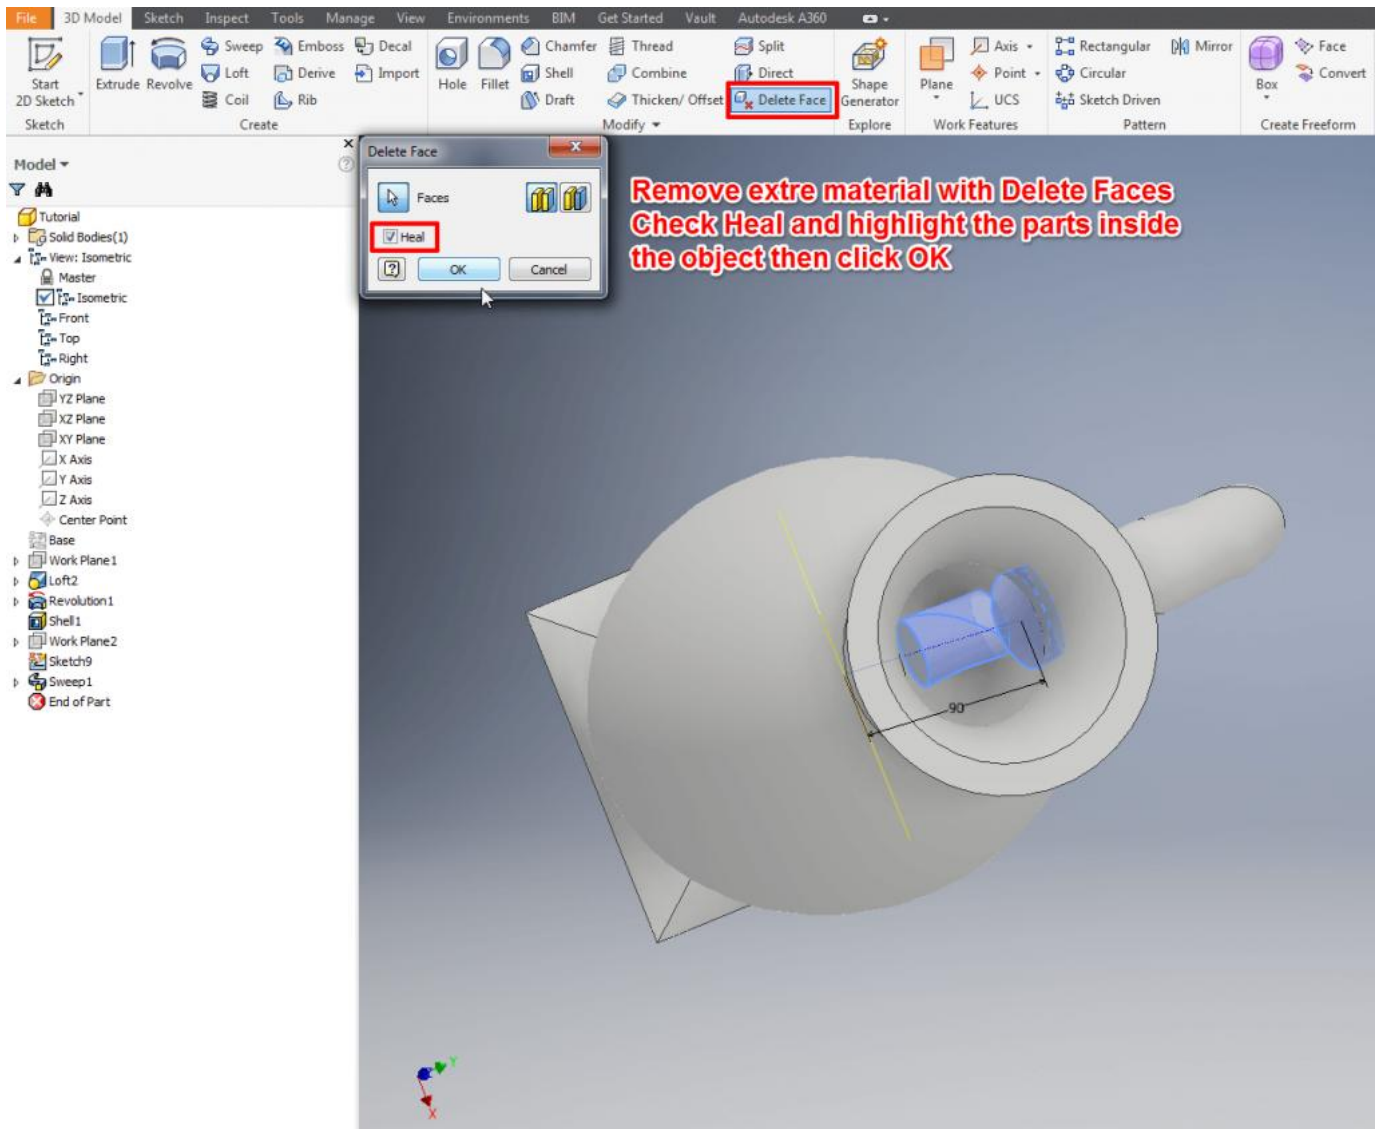 File 3D Model Sketch Inspect Tools Manage View Environments BIM Get Started Vault Autodesk A360
Start
2D Sketch
Sketch
Extrude Revolve
Sweep Emboss Decal
Loft Derive Import
Coil Rib
Create
Hole Fillet
Chamfer Thread Split
Shell Combine Direct
Draft Thicken/ Offset Delete Face
Modify
Shape
Generator
Explore
Plane
Axis
Point
UCS
Work Features
Rectangular Mirror
Circular
Sketch Driven
Pattern
Box
Face
Convert
Create Freeform
Model
Tutorial
Solid Bodies(1)
View: Isometric
Master
Isometric
Front
Top
Right
Origin
YZ Plane
XZ Plane
XY Plane
X Axis
Y Axis
Z Axis
Center Point
Base
Work Plane1
Loft2
Revolution1
Shell1
Work Plane2
Sketch9
Sweep1
End of Part
Delete Face
Faces
Heal
OK Cancel
Remove extre material with Delete Faces
Check Heal and highlight the parts inside
the object then click OK
90
Y
X